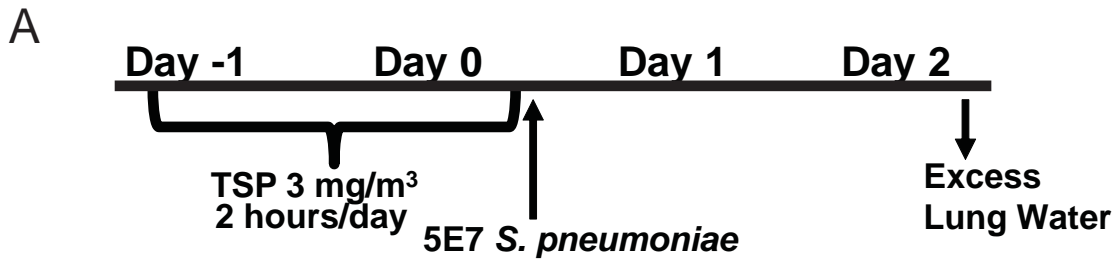 A
Day -1 Day 0 Day 1 Day 2
TSP 3 mg/m³
2 hours/day
5E7 S. pneumoniae
Excess
Lung Water